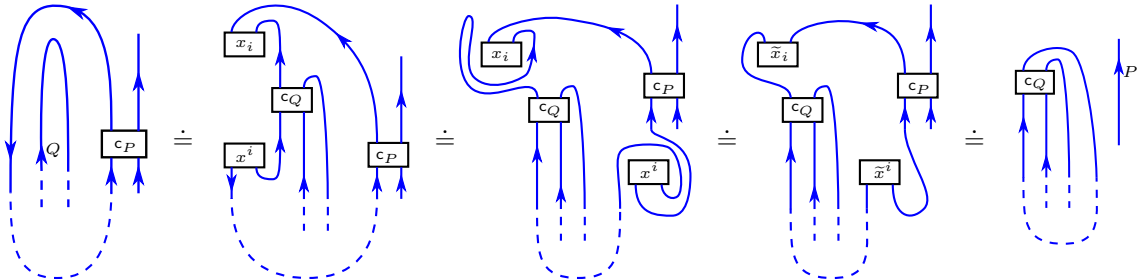 Q c_P ≐ x_i c_Q x^i c_P ≐ x_i c_Q c_P x^i ≐ x̃_i c_Q c_P x̃^i ≐ c_Q P